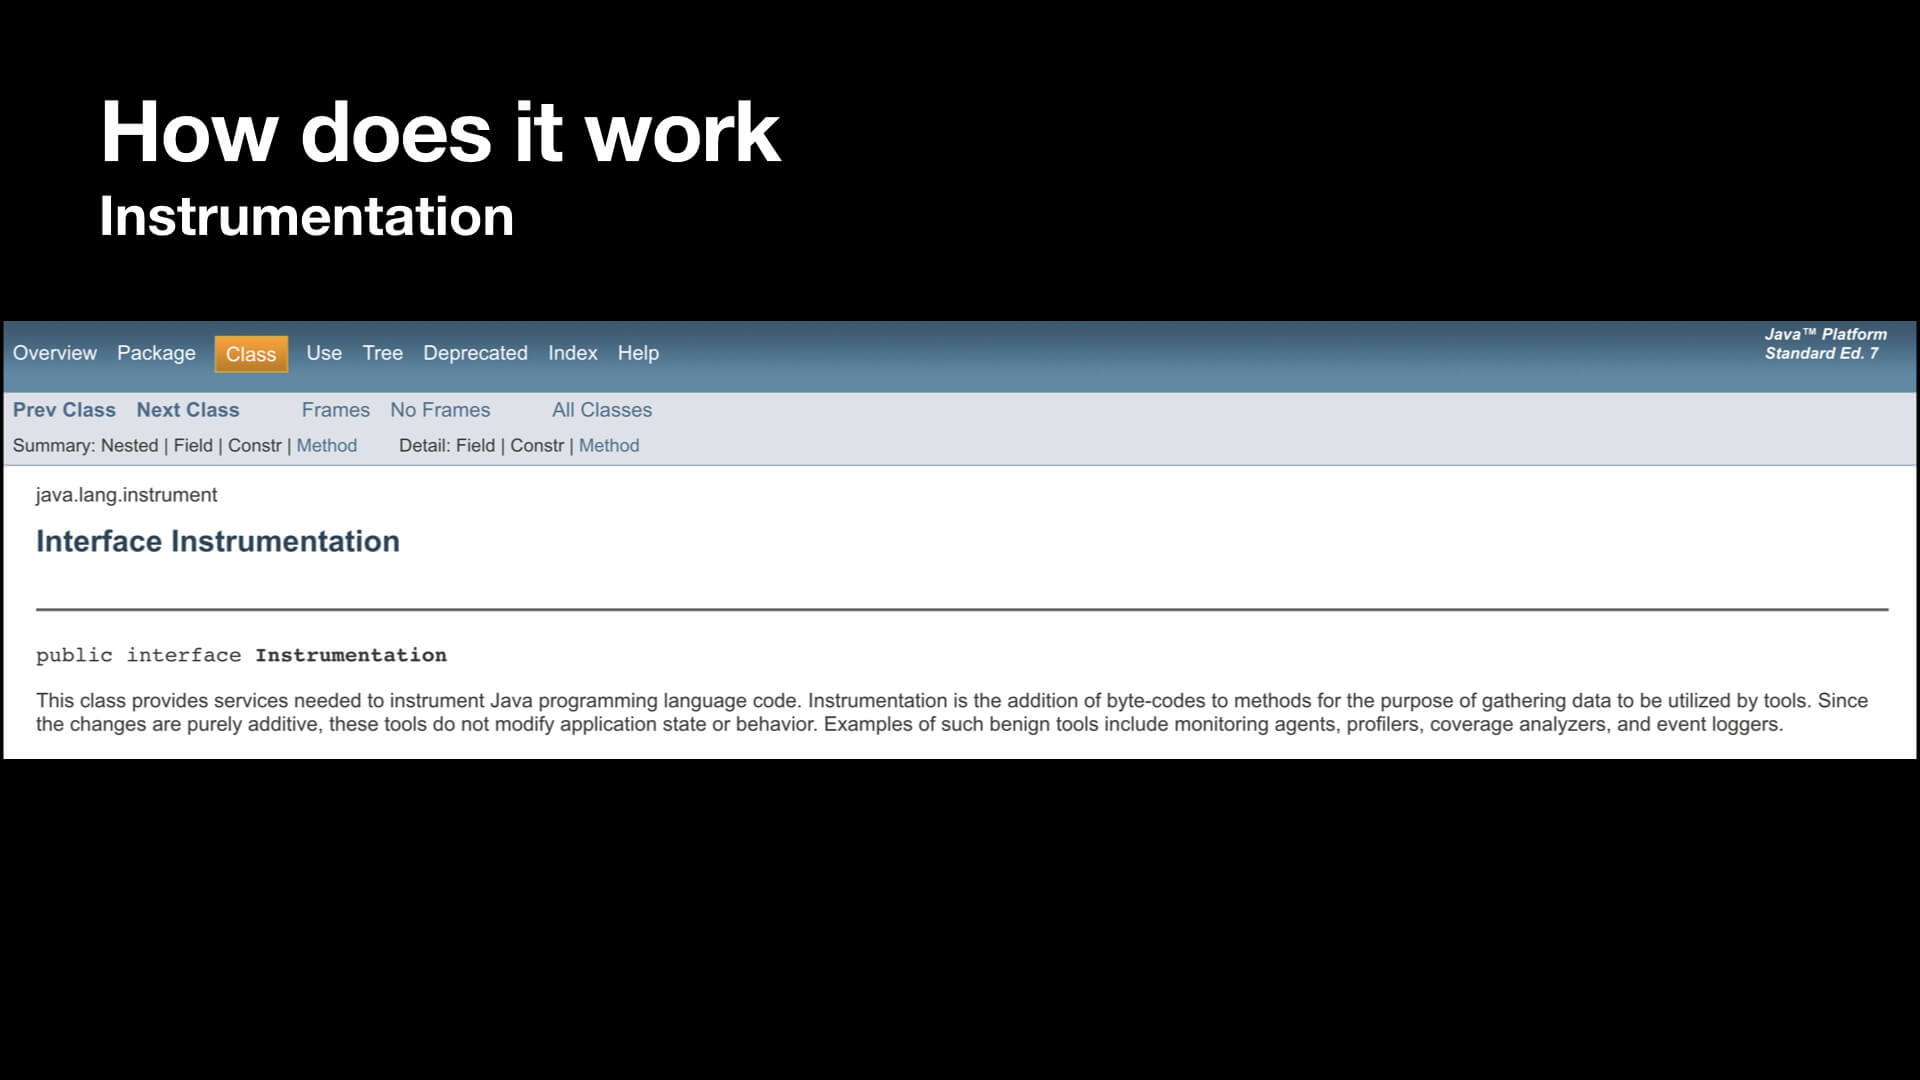 How does it work
Instrumentation
Overview Package Class Use Tree Deprecated Index Help
Java™ Platform
Standard Ed. 7
Prev Class Next Class Frames No Frames All Classes
Summary: Nested | Field | Constr | Method Detail: Field | Constr | Method
java.lang.instrument
Interface Instrumentation
public interface Instrumentation
This class provides services needed to instrument Java programming language code. Instrumentation is the addition of byte-codes to methods for the purpose of gathering data to be utilized by tools. Since
the changes are purely additive, these tools do not modify application state or behavior. Examples of such benign tools include monitoring agents, profilers, coverage analyzers, and event loggers.